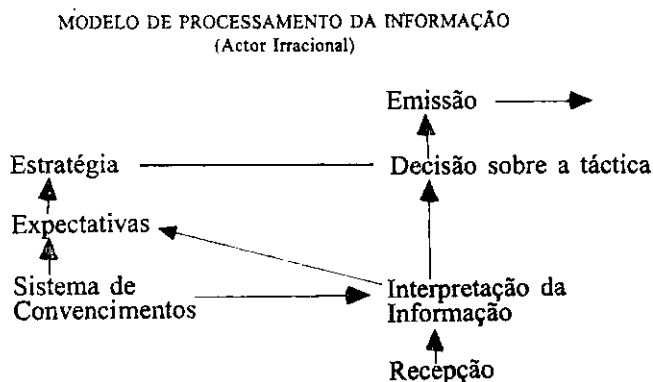 MODELO DE PROCESSAMENTO DA INFORMAÇÃO
(Actor Irracional)
Emissão
Estratégia
Decisão sobre a táctica
Expectativas
Sistema de
Convencimentos
Interpretação da
Informação
Recepção